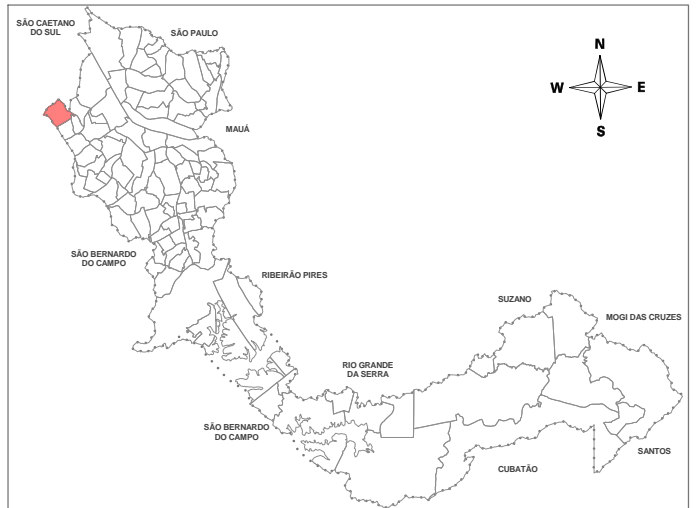 SÃO CAETANO
DO SUL
SÃO PAULO
N
W
E
S
MAUÁ
SÃO BERNARDO
DO CAMPO
RIBEIRÃO PIRES
SUZANO
MOGI DAS CRUZES
RIO GRANDE
DA SERRA
SÃO BERNARDO
DO CAMPO
SANTOS
CUBATÃO